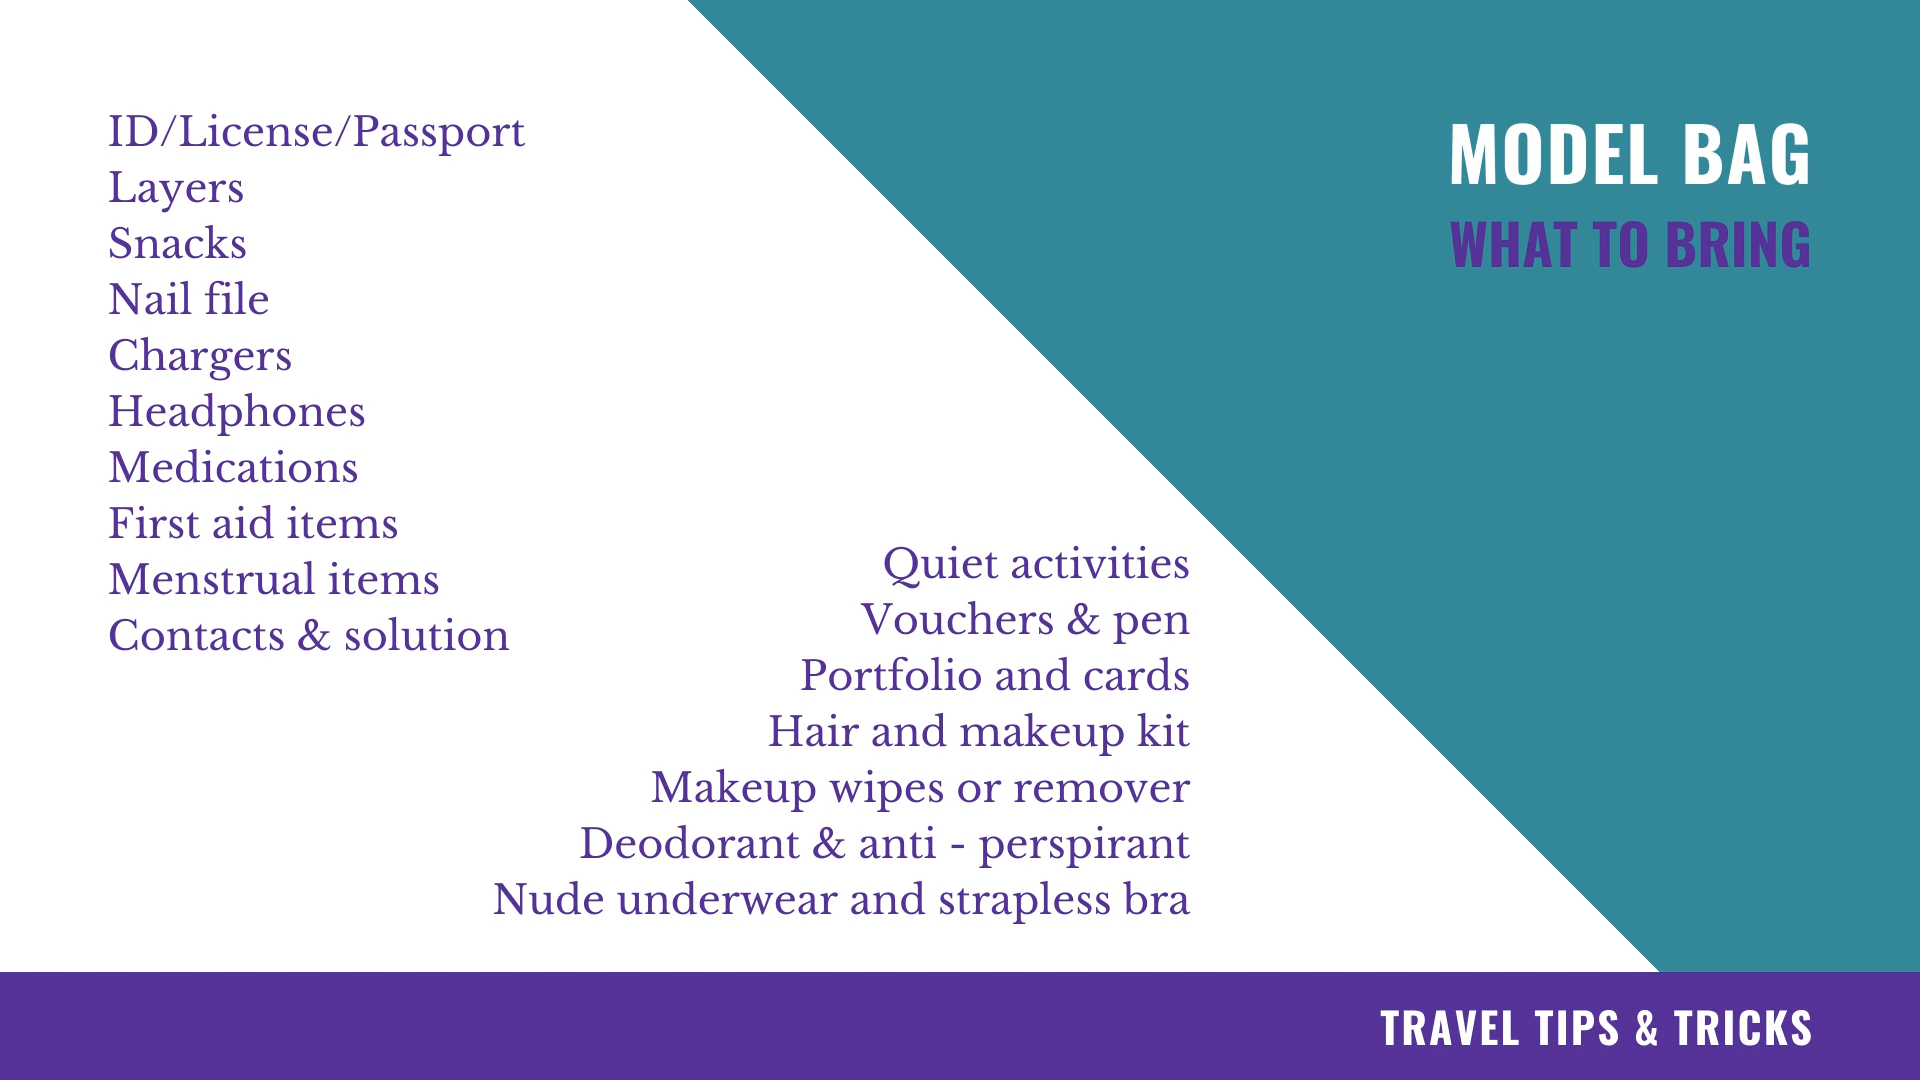 MODEL BAG
WHAT TO BRING
ID/License/Passport
Layers
Snacks
Nail file
Chargers
Headphones
Medications
First aid items
Menstrual items
Contacts & solution
Quiet activities
Vouchers & pen
Portfolio and cards
Hair and makeup kit
Makeup wipes or remover
Deodorant & anti - perspirant
Nude underwear and strapless bra
TRAVEL TIPS & TRICKS